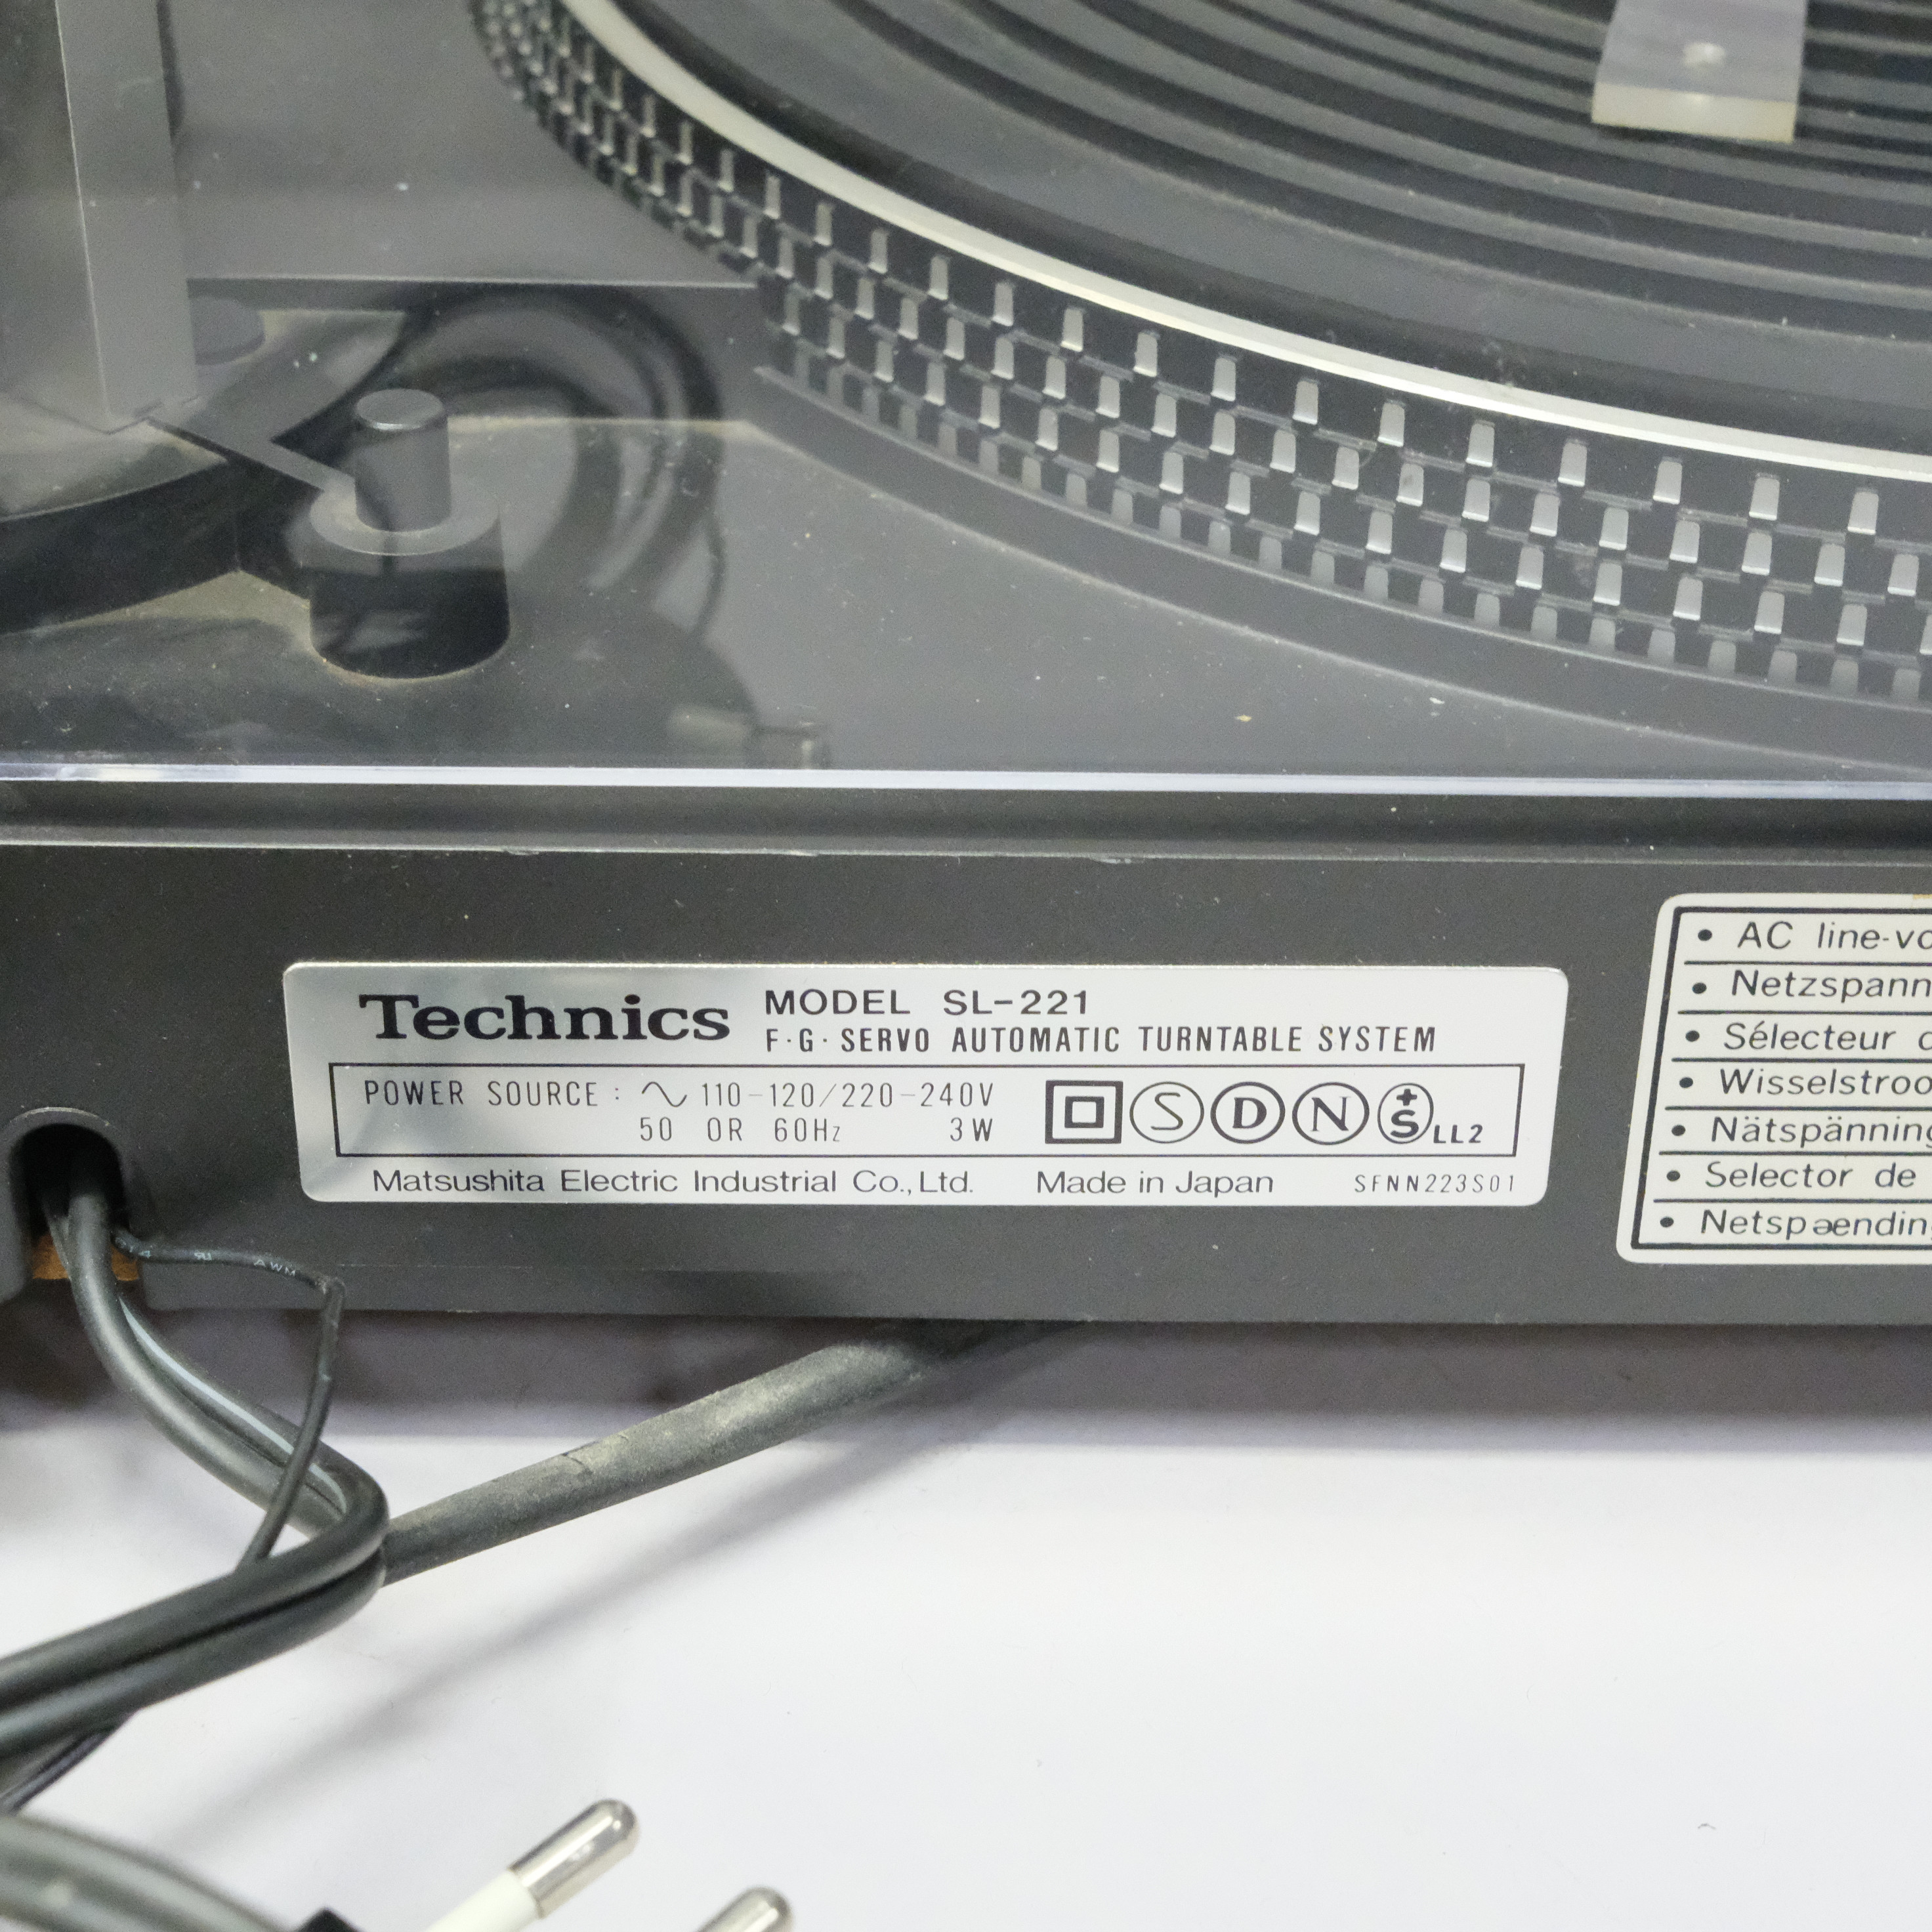 Technics MODEL SL-221
F·G· SERVO AUTOMATIC TURNTABLE SYSTEM
POWER SOURCE : 110-120/220-240V
50 OR 60Hz 3W
S D N +S LL2
Matsushita Electric Industrial Co., Ltd. Made in Japan SFNN223S01
• AC line-vo
• Netzspann
• Sélecteur d
• Wisselstroo
• Nätspänning
• Selector de
• Netspændin
AWM